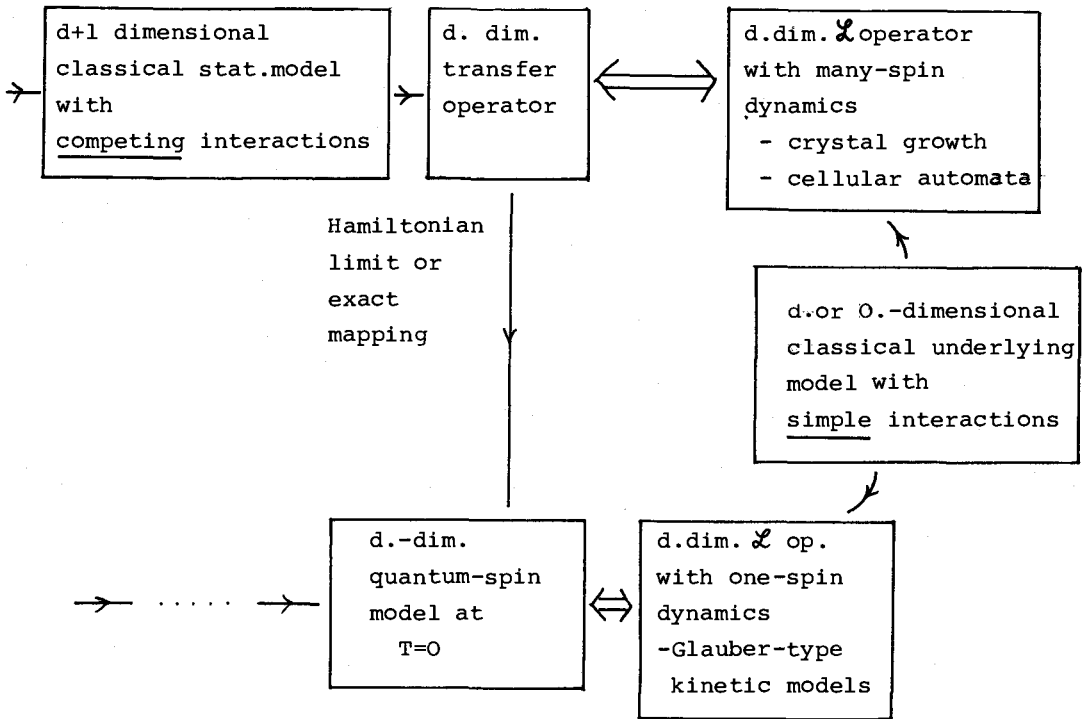 d+1 dimensional
classical stat.model
with
competing interactions
d. dim.
transfer
operator
d.dim. ℒ operator
with many-spin
dynamics
- crystal growth
- cellular automata
Hamiltonian
limit or
exact
mapping
d.or O.-dimensional
classical underlying
model with
simple interactions
d.-dim.
quantum-spin
model at
T=O
d.dim. ℒ op.
with one-spin
dynamics
-Glauber-type
kinetic models